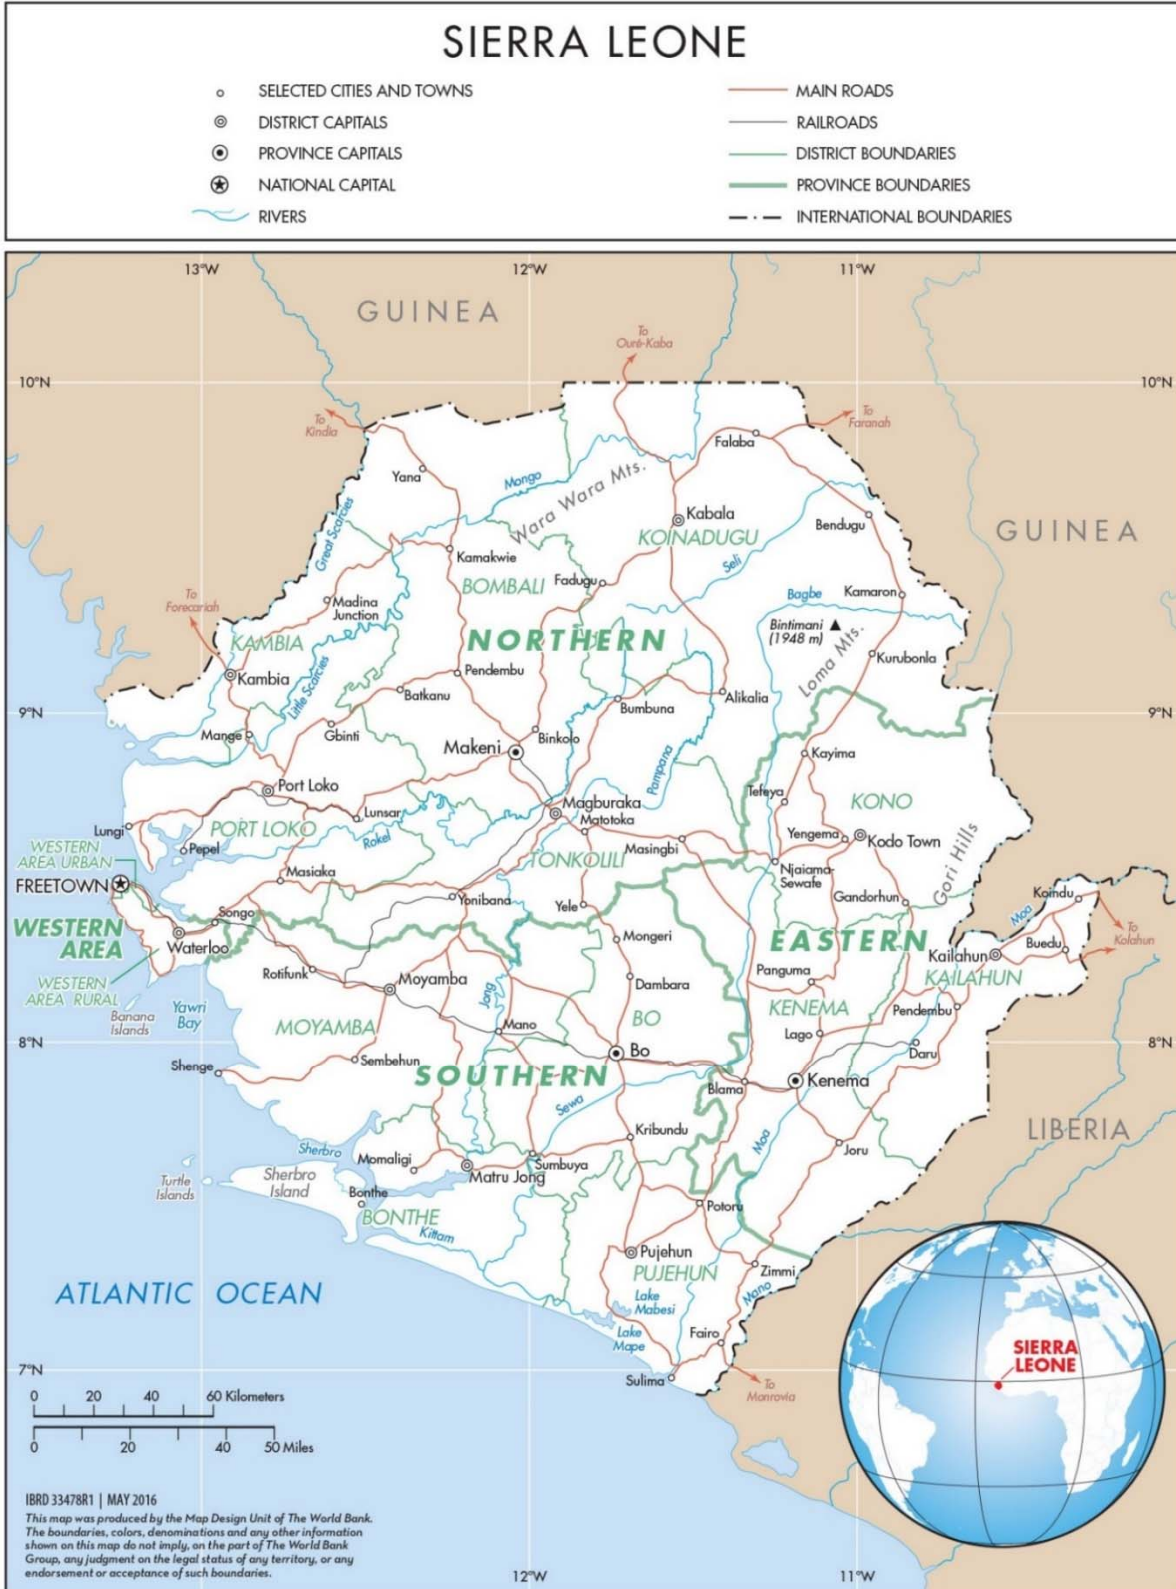 SIERRA LEONE
SELECTED CITIES AND TOWNS
DISTRICT CAPITALS
PROVINCE CAPITALS
NATIONAL CAPITAL
RIVERS
MAIN ROADS
RAILROADS
DISTRICT BOUNDARIES
PROVINCE BOUNDARIES
INTERNATIONAL BOUNDARIES
13°W
12°W
11°W
GUINEA
To
Ouré-Kaba
10°N
10°N
To
Kindia
To
Faranah
Falaba
Yana
Mongo
Wara Wara Mts.
Great Scarcies
Kabala
KOINADUGU
Bendugu
GUINEA
Kamakwie
Seli
BOMBALI
Fadugu
Bagbe
Kamaron
To
Forecariah
Madina
Junction
Bintimani
(1948 m)
KAMBIA
NORTHERN
Loma Mts.
Kurubonla
Kambia
Little Scarcies
Pendembu
Batkanu
Bumbuna
Alikalia
9°N
9°N
Mange
Gbinti
Binkolo
Makeni
Kayima
Pampana
Port Loko
Tefeya
Magburaka
KONO
Lunsar
Matotoka
Lungi
PORT LOKO
Rokel
Yengema
Kodo Town
Pepel
Masingbi
WESTERN
AREA URBAN
TONKOLILI
Gori Hills
Masiaka
Njaiama-
Sewafe
FREETOWN
Gandorhun
Koindu
Yonibana
Yele
Songo
Moa
WESTERN
AREA
To
Kolahun
Waterloo
Mongeri
EASTERN
Buedu
Kailahun
Rotifunk
Panguma
KAILAHUN
WESTERN
AREA RURAL
Moyamba
Dambara
Jong
KENEMA
Banana
Islands
Yawri
Bay
Pendembu
MOYAMBA
Mano
BO
Lago
8°N
8°N
Bo
Daru
Sembehun
Shenge
SOUTHERN
Kenema
Blama
Sewa
Kribundu
LIBERIA
Moa
Joru
Sherbro
Momaligi
Sumbuya
Turtle
Islands
Sherbro
Island
Matru Jong
Bonthe
Potoru
BONTHE
Kittam
Pujehun
PUJEHUN
Zimmi
ATLANTIC OCEAN
Lake
Mabesi
Mano
Lake
Mape
Fairo
SIERRA
LEONE
7°N
Sulima
To
Monrovia
0 20 40 60 Kilometers
0 20 40 50 Miles
IBRD 33478R1 | MAY 2016
This map was produced by the Map Design Unit of The World Bank.
The boundaries, colors, denominations and any other information
shown on this map do not imply, on the part of The World Bank
Group, any judgment on the legal status of any territory, or any
endorsement or acceptance of such boundaries.
12°W
11°W